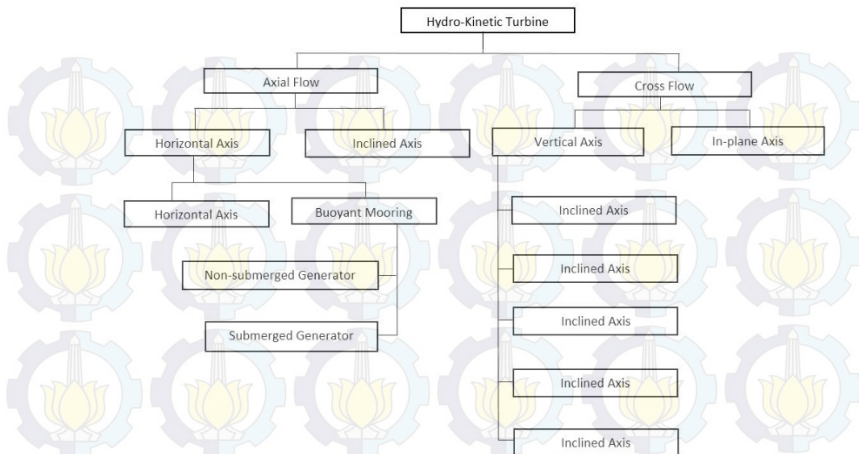 Hydro-Kinetic Turbine
Axial Flow
Cross Flow
Horizontal Axis
Inclined Axis
Vertical Axis
In-plane Axis
Horizontal Axis
Buoyant Mooring
Inclined Axis
Non-submerged Generator
Inclined Axis
Submerged Generator
Inclined Axis
Inclined Axis
Inclined Axis